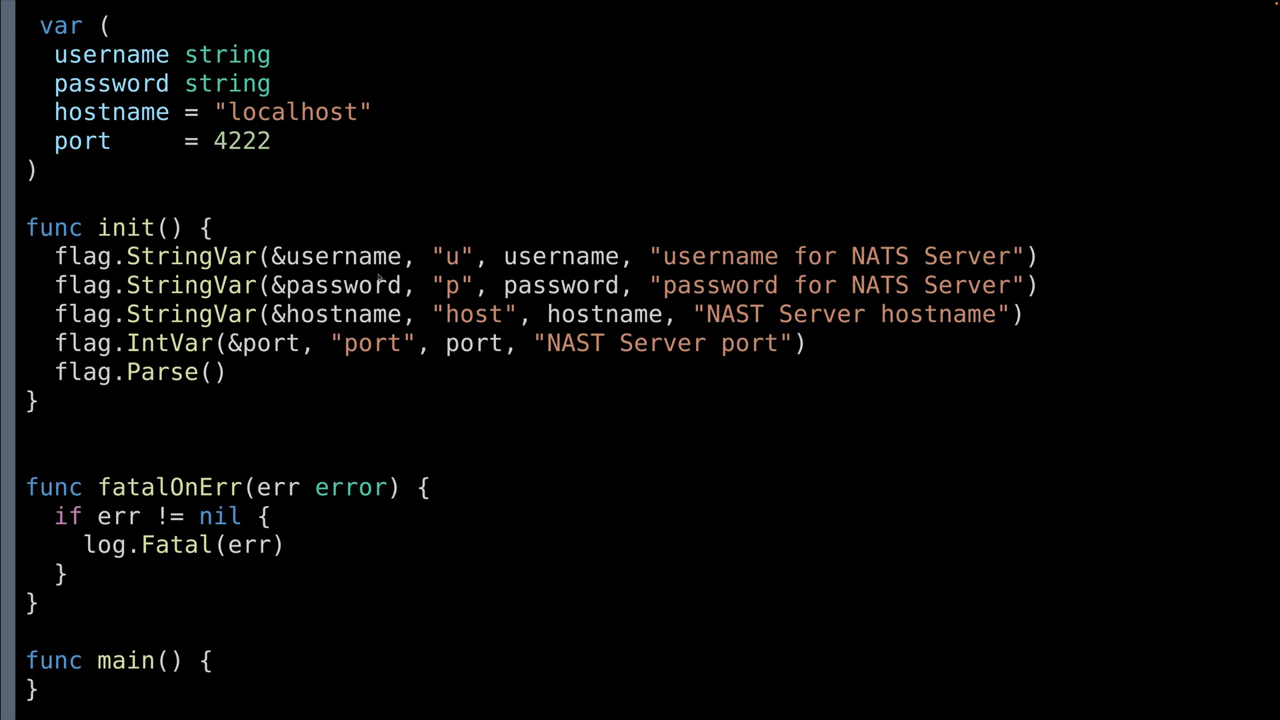 var (
  username string
  password string
  hostname = "localhost"
  port     = 4222
)

func init() {
  flag.StringVar(&username, "u", username, "username for NATS Server")
  flag.StringVar(&password, "p", password, "password for NATS Server")
  flag.StringVar(&hostname, "host", hostname, "NAST Server hostname")
  flag.IntVar(&port, "port", port, "NAST Server port")
  flag.Parse()
}

func fatalOnErr(err error) {
  if err != nil {
    log.Fatal(err)
  }
}

func main() {
}